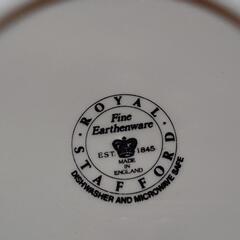 · ROYAL ·
STAFFORD
Fine
Earthenware
EST. 1845.
MADE
IN
ENGLAND
DISHWASHER AND MICROWAVE SAFE